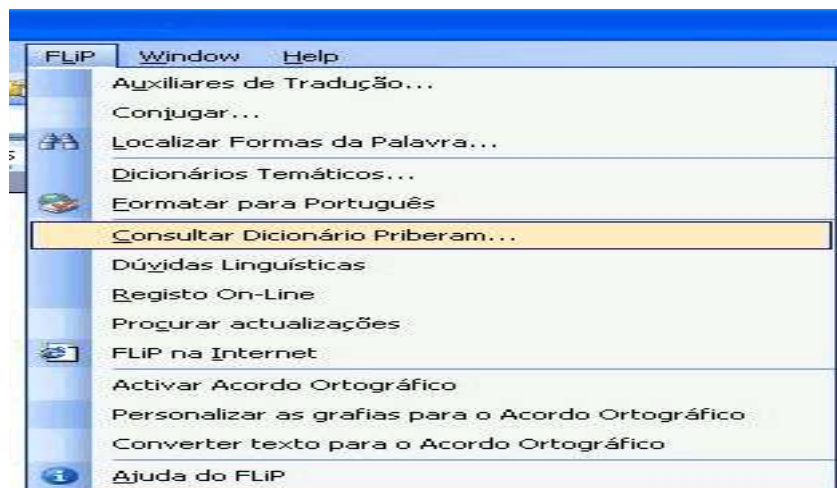 FLiP Window Help
Auxiliares de Tradução...
Conjugar...
Localizar Formas da Palavra...
Dicionários Temáticos...
Formatar para Português
Consultar Dicionário Priberam...
Dúvidas Linguísticas
Registo On-Line
Procurar actualizações
FLiP na Internet
Activar Acordo Ortográfico
Personalizar as grafias para o Acordo Ortográfico
Converter texto para o Acordo Ortográfico
Ajuda do FLiP